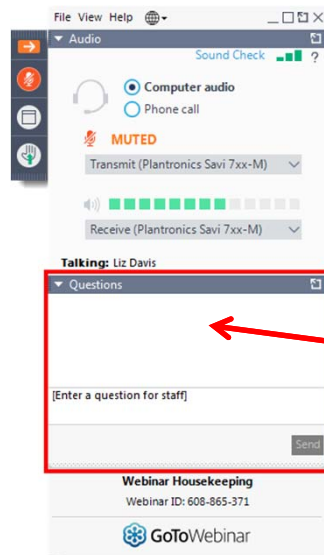 File View Help
Audio
Sound Check ?
Computer audio
Phone call
MUTED
Transmit (Plantronics Savi 7xx-M)
Receive (Plantronics Savi 7xx-M)
Talking: Liz Davis
Questions
[Enter a question for staff]
Send
Webinar Housekeeping
Webinar ID: 608-865-371
GoToWebinar